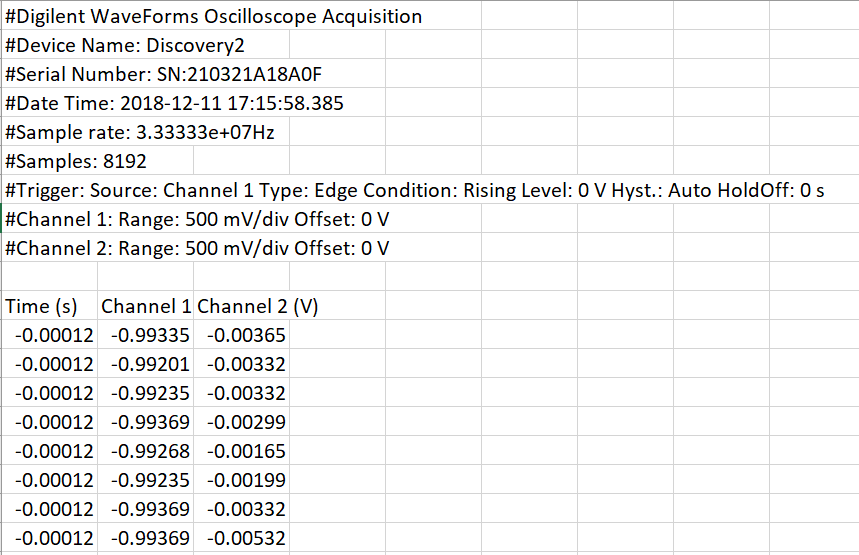 #Digilent WaveForms Oscilloscope Acquisition
#Device Name: Discovery2
#Serial Number: SN:210321A18A0F
#Date Time: 2018-12-11 17:15:58.385
#Sample rate: 3.33333e+07Hz
#Samples: 8192
#Trigger: Source: Channel 1 Type: Edge Condition: Rising Level: 0 V Hyst.: Auto HoldOff: 0 s
#Channel 1: Range: 500 mV/div Offset: 0 V
#Channel 2: Range: 500 mV/div Offset: 0 V
Time (s) Channel 1 Channel 2 (V)
-0.00012 -0.99335 -0.00365
-0.00012 -0.99201 -0.00332
-0.00012 -0.99235 -0.00332
-0.00012 -0.99369 -0.00299
-0.00012 -0.99268 -0.00165
-0.00012 -0.99235 -0.00199
-0.00012 -0.99369 -0.00332
-0.00012 -0.99369 -0.00532